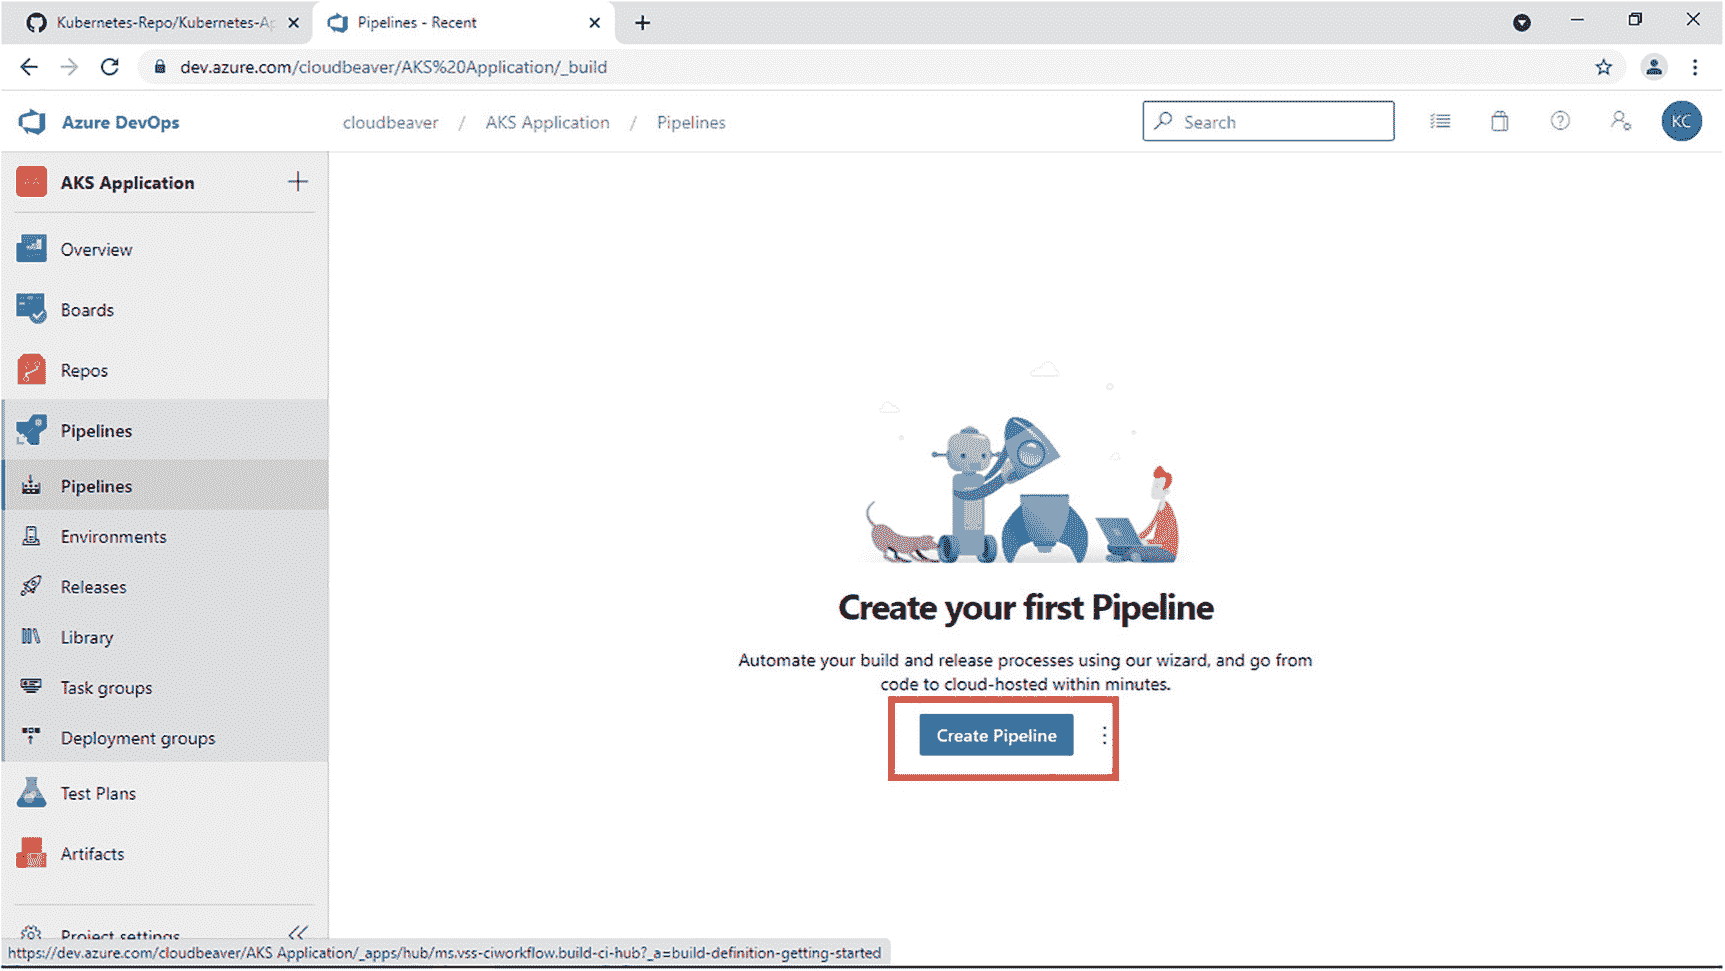 Kubernetes-Repo/Kubernetes-Ap
Pipelines - Recent
dev.azure.com/cloudbeaver/AKS%20Application/_build
Azure DevOps
cloudbeaver / AKS Application / Pipelines
Search
KC
AKS Application
Overview
Boards
Repos
Pipelines
Pipelines
Environments
Releases
Library
Task groups
Deployment groups
Test Plans
Artifacts
Project settings
Create your first Pipeline
Automate your build and release processes using our wizard, and go from
code to cloud-hosted within minutes.
Create Pipeline
https://dev.azure.com/cloudbeaver/AKS Application/_apps/hub/ms.vss-ciworkflow.build-ci-hub?_a=build-definition-getting-started